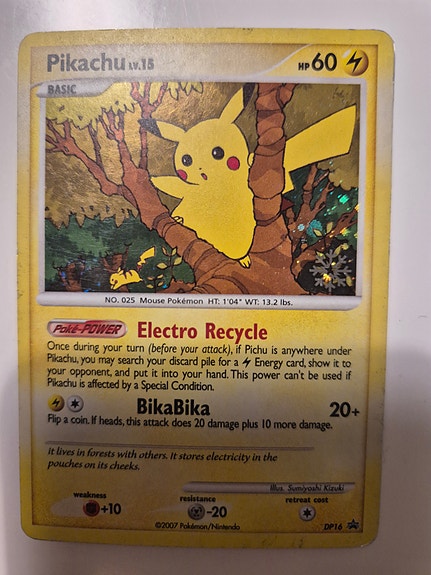 Pikachu LV.15 HP 60
BASIC
NO. 025 Mouse Pokémon HT: 1'04" WT: 13.2 lbs.
Poké-POWER Electro Recycle
Once during your turn (before your attack), if Pichu is anywhere under
Pikachu, you may search your discard pile for a Energy card, show it to
your opponent, and put it into your hand. This power can't be used if
Pikachu is affected by a Special Condition.
BikaBika 20+
Flip a coin. If heads, this attack does 20 damage plus 10 more damage.
It lives in forests with others. It stores electricity in the
pouches on its cheeks.
Illus. Sumiyoshi Kizuki
weakness resistance retreat cost
+10 -20
©2007 Pokémon/Nintendo DP16